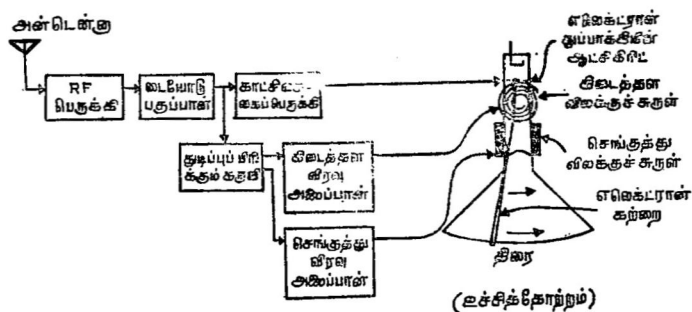 அன்டென்னா
RF
பெருக்கி
டையோடு
பகுப்பான்
கைப்பெருக்கி
துடிப்புப் பிரி
க்கும் கருவி
கிடைத்தள
விரவு
அலைப்பான்
செங்குத்து
விரவு
அலைப்பான்
எலெக்ட்ரான்
துப்பாக்கியின்
ஆட்சி கிரிட்
கிடைத்தள
விலக்குச் சுருள்
செங்குத்து
விலக்குச் சுருள்
எலெக்ட்ரான்
கற்றை
திரை
(உச்சித்தோற்றம்)